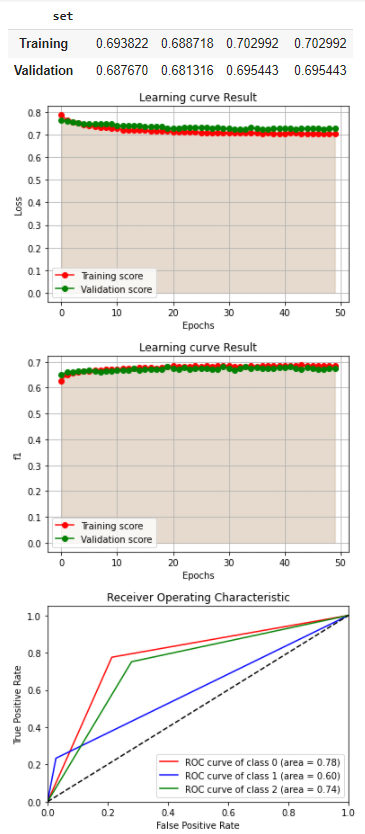 set
Training 0.693822 0.688718 0.702992 0.702992
Validation 0.687670 0.681316 0.695443 0.695443
Learning curve Result
0.8
0.7
0.6
0.5
0.4
0.3
0.2
0.1
0.0
Loss
Training score
Validation score
0 10 20 30 40 50
Epochs
Learning curve Result
0.7
0.6
0.5
0.4
0.3
0.2
0.1
0.0
f1
Training score
Validation score
0 10 20 30 40 50
Epochs
Receiver Operating Characteristic
1.0
0.8
0.6
0.4
0.2
0.0
True Positive Rate
ROC curve of class 0 (area = 0.78)
ROC curve of class 1 (area = 0.60)
ROC curve of class 2 (area = 0.74)
0.0 0.2 0.4 0.6 0.8 1.0
False Positive Rate